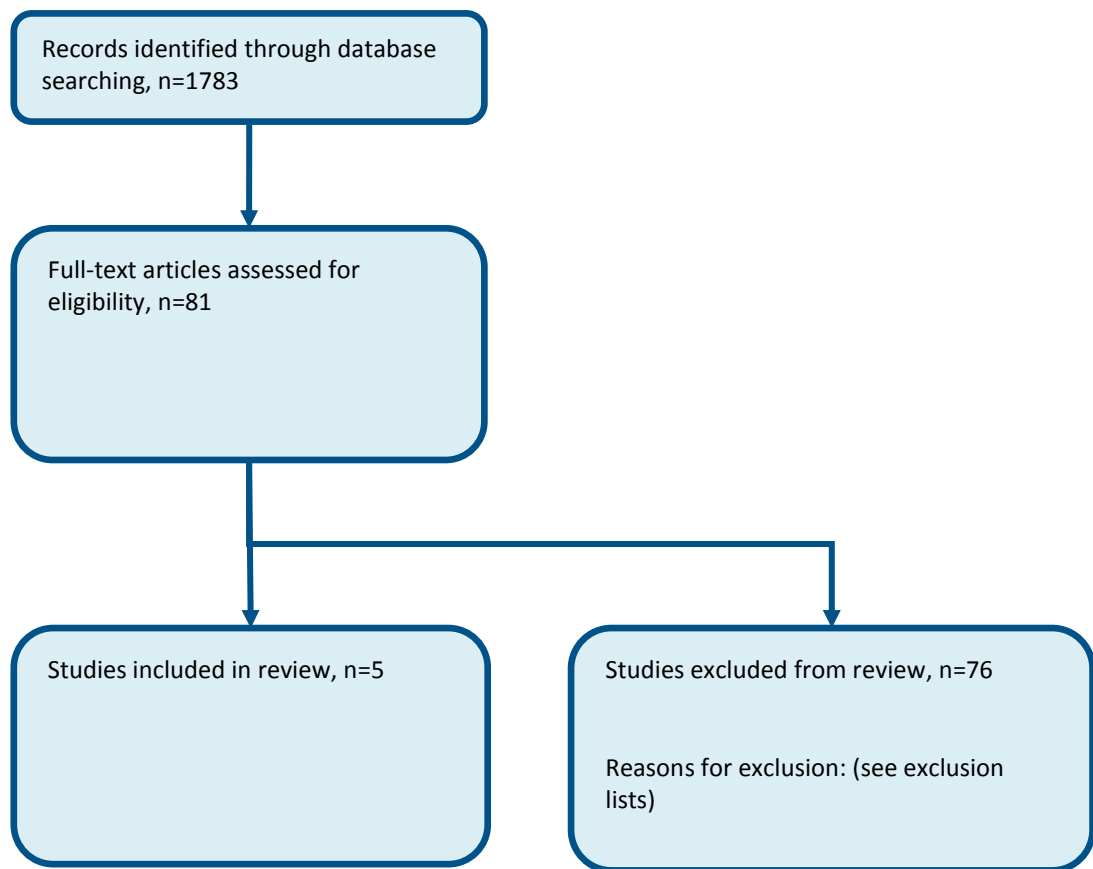 Records identified through database
searching, n=1783
Full-text articles assessed for
eligibility, n=81
Studies included in review, n=5
Studies excluded from review, n=76
Reasons for exclusion: (see exclusion
lists)